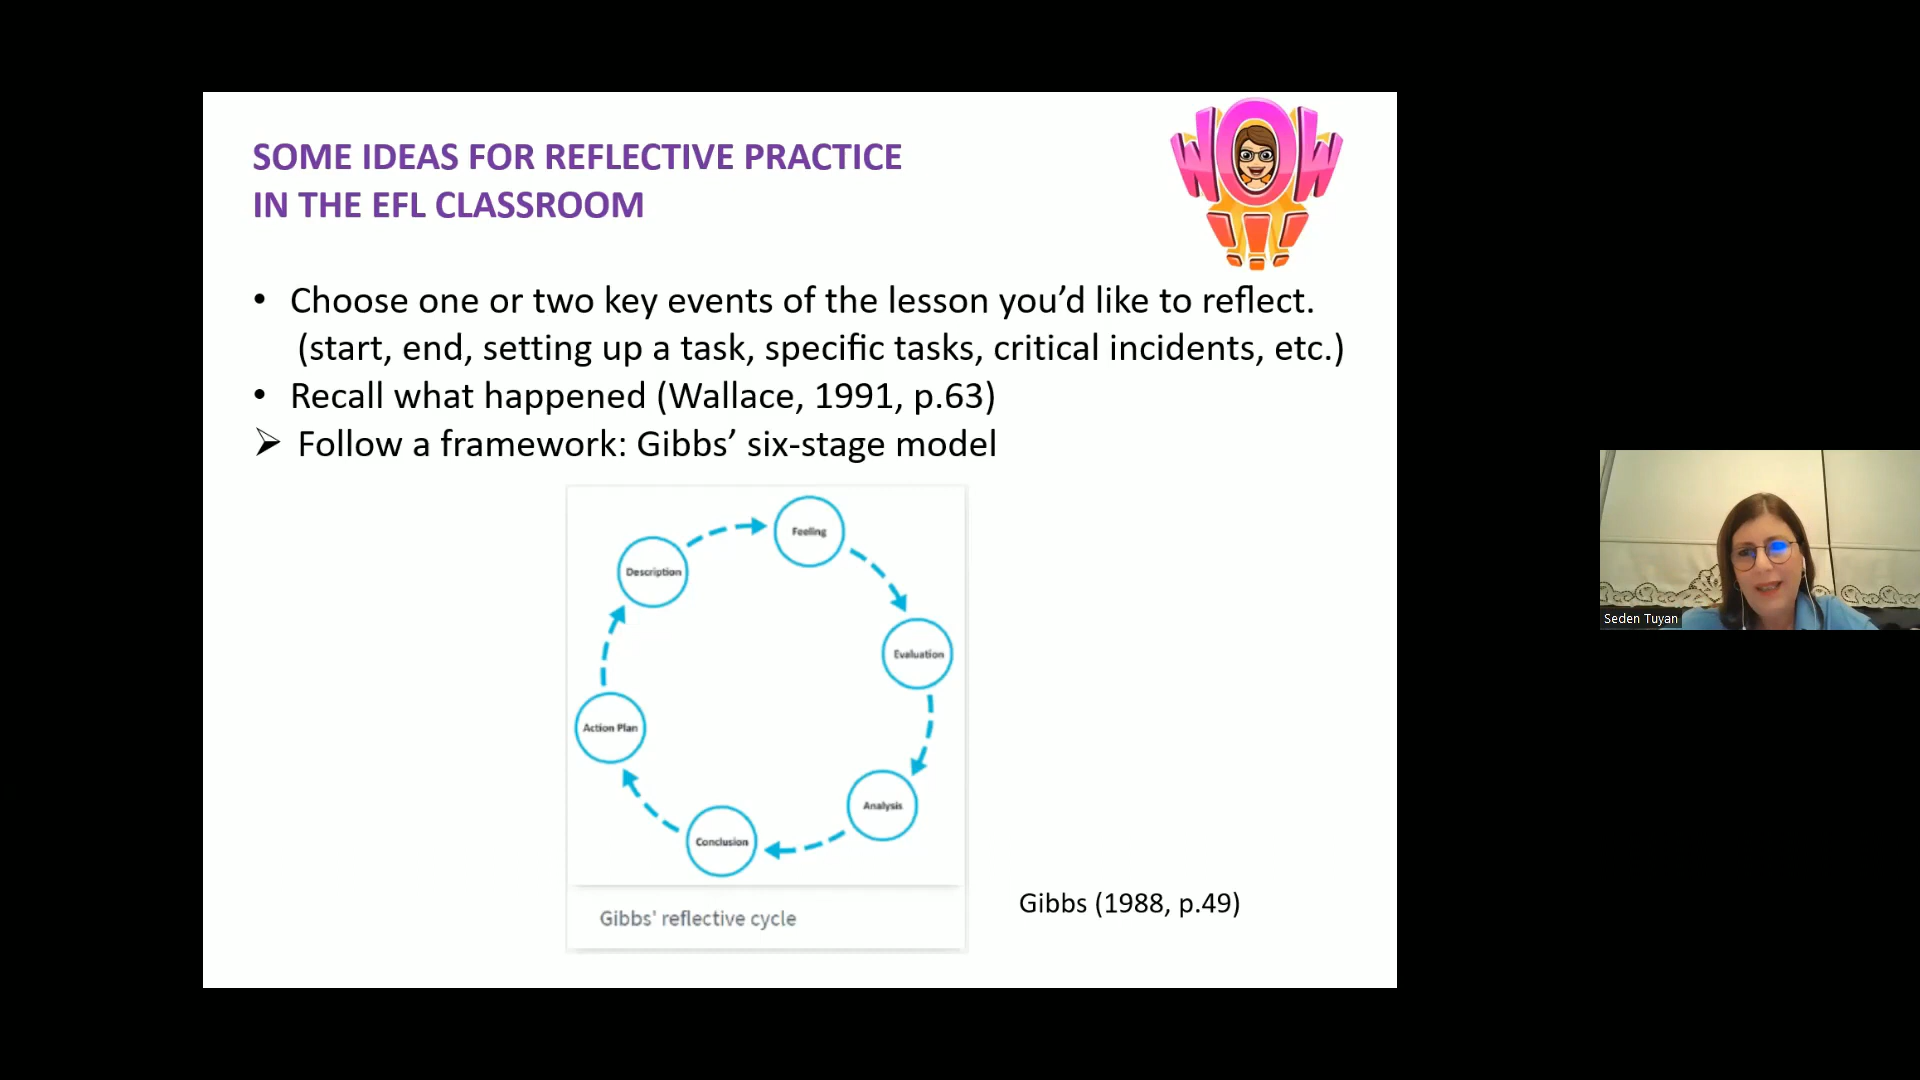 SOME IDEAS FOR REFLECTIVE PRACTICE
IN THE EFL CLASSROOM
WOW
!!!
• Choose one or two key events of the lesson you’d like to reflect.
(start, end, setting up a task, specific tasks, critical incidents, etc.)
• Recall what happened (Wallace, 1991, p.63)
➢ Follow a framework: Gibbs’ six-stage model
Feeling
Description
Evaluation
Action Plan
Analysis
Conclusion
Gibbs' reflective cycle
Gibbs (1988, p.49)
Seden Tuyan